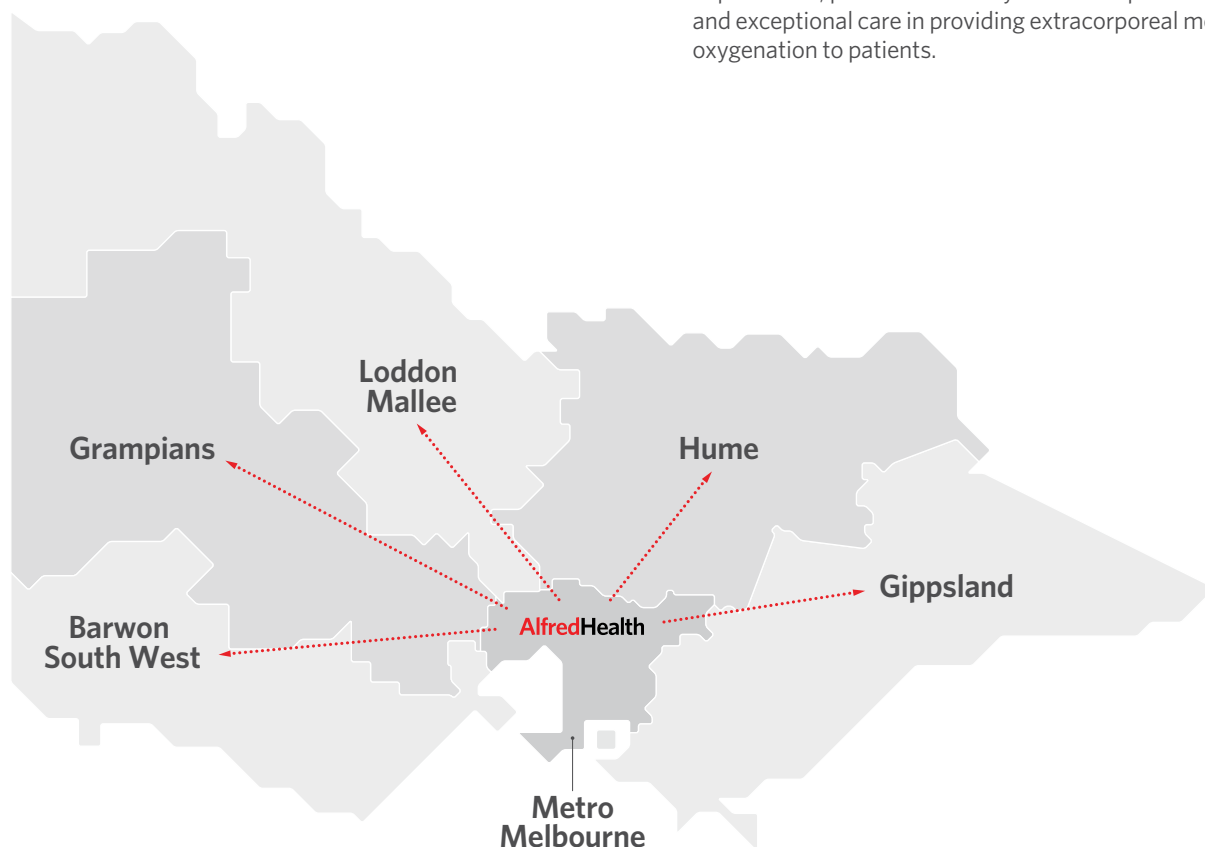 and exceptional care in providing extracorporeal
oxygenation to patients.
Loddon
Mallee
Grampians
Hume
Gippsland
AlfredHealth
Barwon
South West
Metro
Melbourne